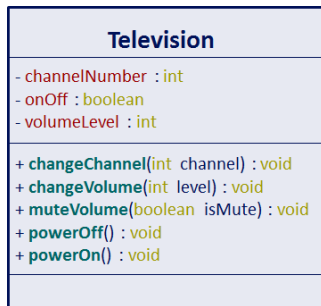 Television
- channelNumber : int
- onOff : boolean
- volumeLevel : int
+ changeChannel(int channel) : void
+ changeVolume(int level) : void
+ muteVolume(boolean isMute) : void
+ powerOff() : void
+ powerOn() : void